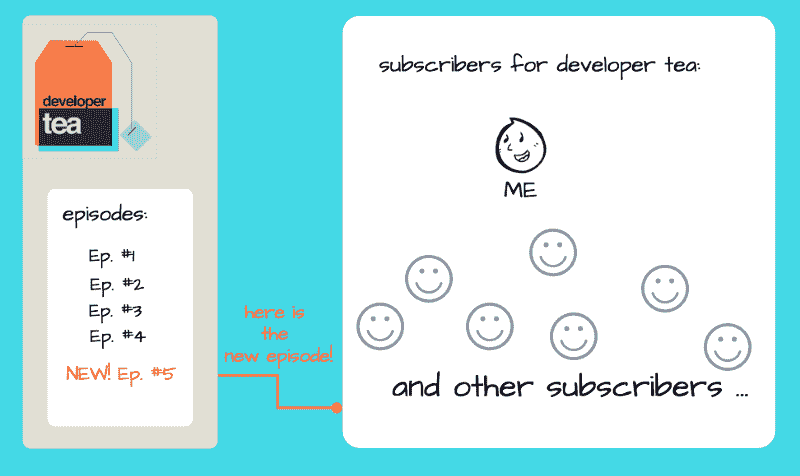 developer
tea
episodes:
Ep. #1
Ep. #2
Ep. #3
Ep. #4
NEW! Ep. #5
here is
the
new episode!
subscribers for developer tea:
ME
and other subscribers ...